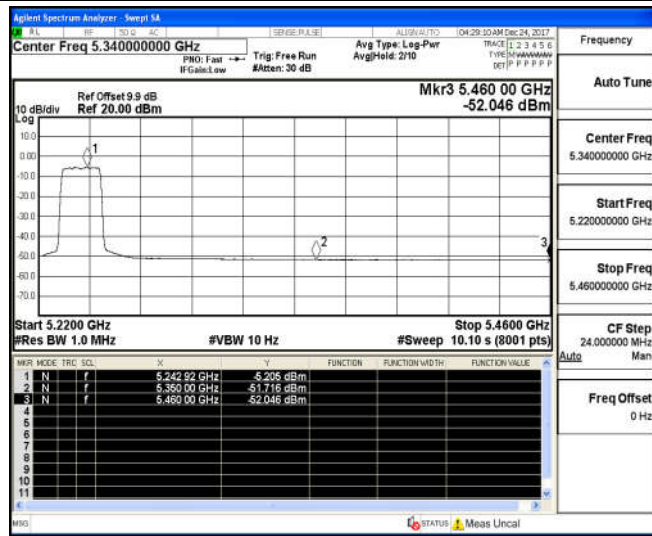 Agilent Spectrum Analyzer - Swept SA
RL RF 50 Ω AC SENSE:PULSE ALIGN AUTO 04:29:10 AM Dec 24, 2017
Center Freq 5.340000000 GHz
PNO: Fast
IFGain:Low
Trig: Free Run
#Atten: 30 dB
Avg Type: Log-Pwr
Avg|Hold: 2/10
TRACE 1 2 3 4 5 6
TYPE
DET P P P P P P
Frequency
Auto Tune
Mkr3 5.460 00 GHz
-52.046 dBm
Ref Offset 9.9 dB
Ref 20.00 dBm
10 dB/div
Log
10.0
0.00
-10.0
-20.0
-30.0
-40.0
-50.0
-60.0
-70.0
1
2
3
Center Freq
5.340000000 GHz
Start Freq
5.220000000 GHz
Stop Freq
5.460000000 GHz
Start 5.2200 GHz Stop 5.4600 GHz
#Res BW 1.0 MHz #VBW 10 Hz #Sweep 10.10 s (8001 pts)
CF Step
24.000000 MHz
Auto Man
MKR MODE TRC SCL X Y FUNCTION FUNCTION WIDTH FUNCTION VALUE
1 N f 5.242 92 GHz -5.205 dBm
2 N f 5.350 00 GHz -51.716 dBm
3 N f 5.460 00 GHz -52.046 dBm
4
5
6
7
8
9
10
11
Freq Offset
0 Hz
MSG STATUS Meas Uncal